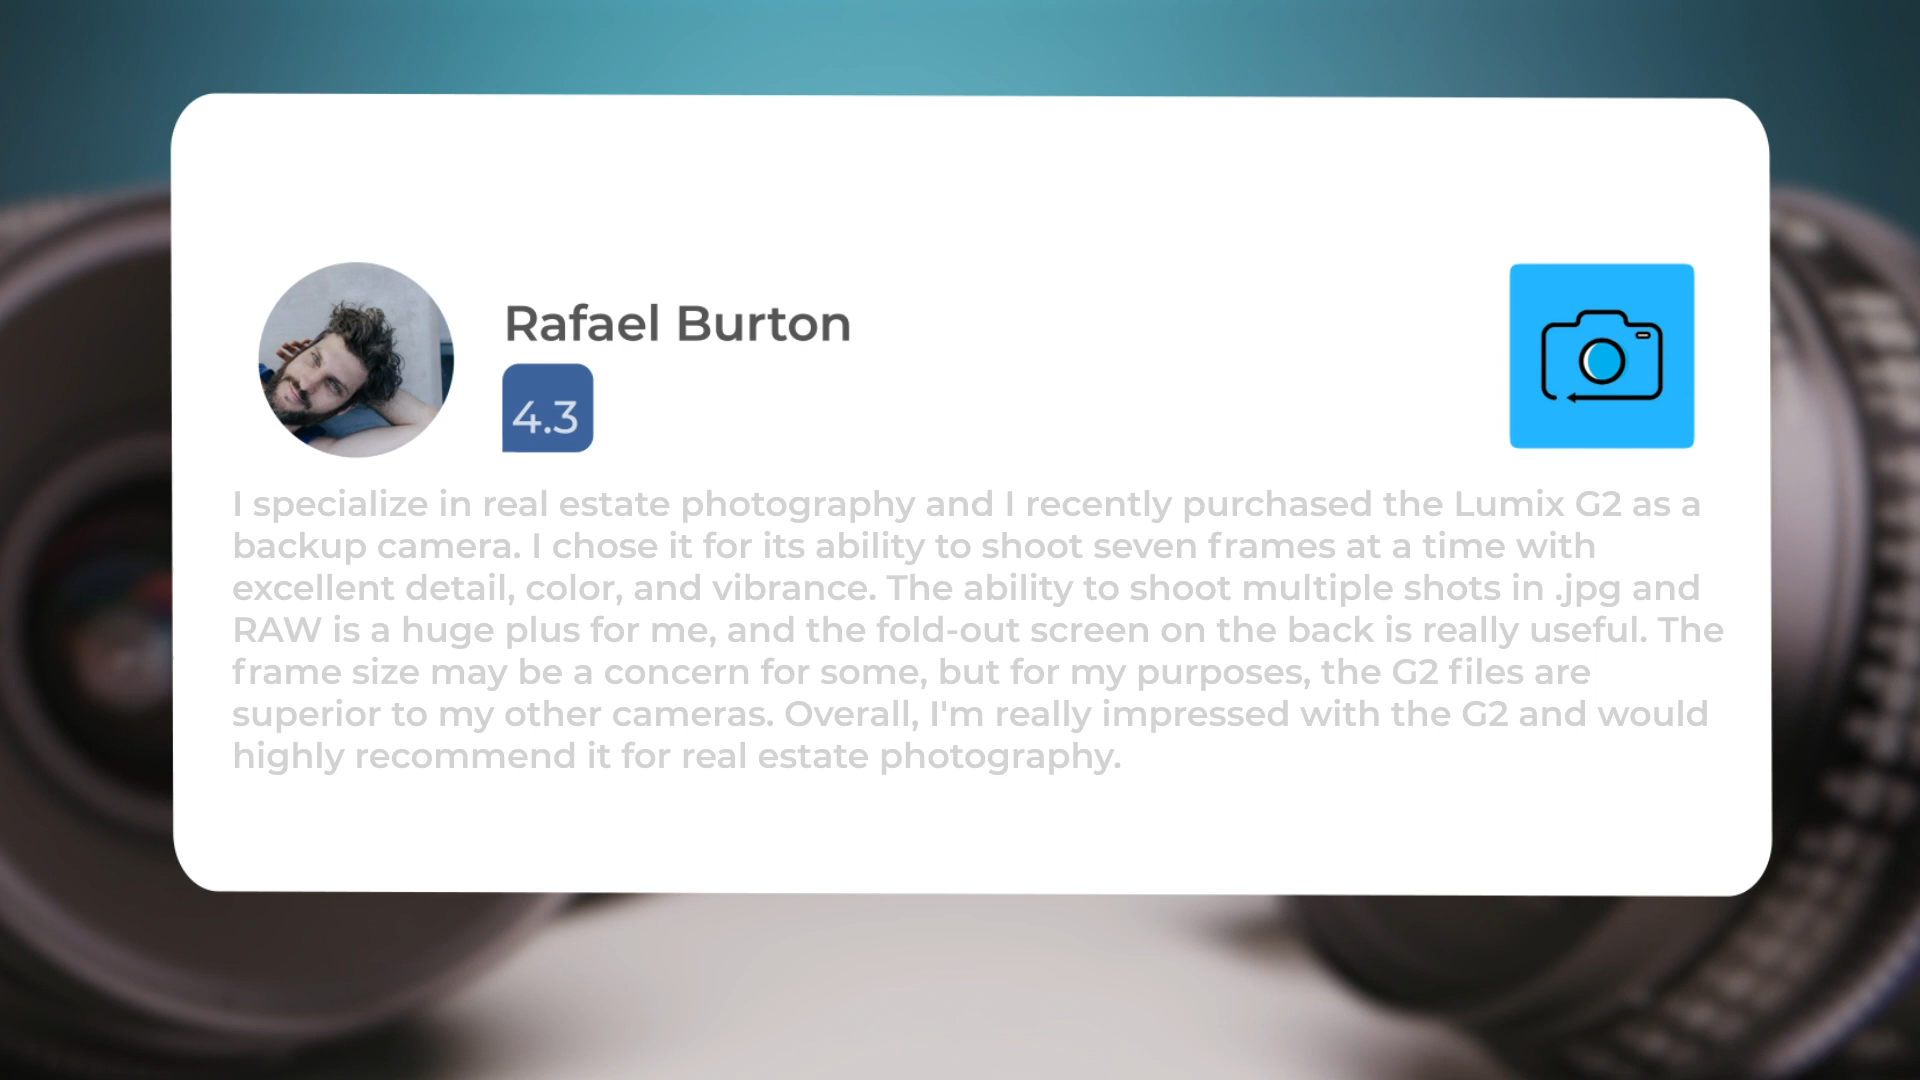 Rafael Burton
4.3
I specialize in real estate photography and I recently purchased the Lumix G2 as a
backup camera. I chose it for its ability to shoot seven frames at a time with
excellent detail, color, and vibrance. The ability to shoot multiple shots in .jpg and
RAW is a huge plus for me, and the fold-out screen on the back is really useful. The
frame size may be a concern for some, but for my purposes, the G2 files are
superior to my other cameras. Overall, I'm really impressed with the G2 and would
highly recommend it for real estate photography.